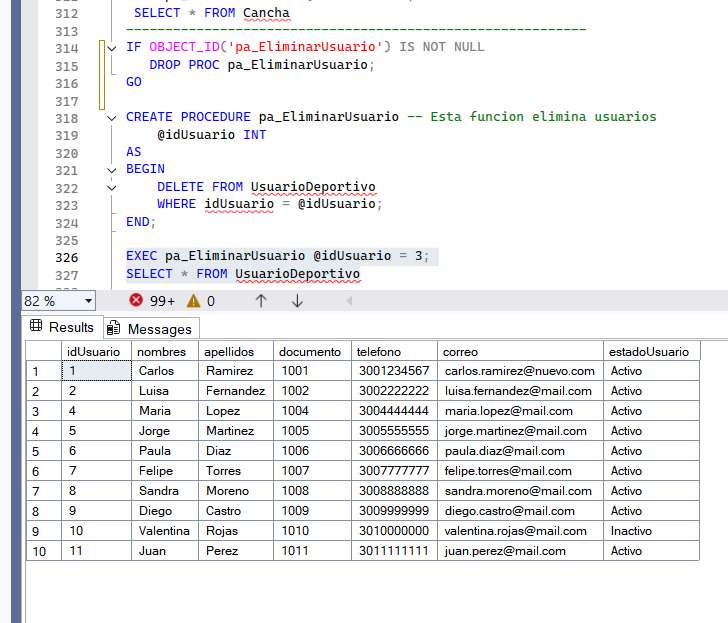 312 SELECT * FROM Cancha
313 ----------------------------------------------------------
314 IF OBJECT_ID('pa_EliminarUsuario') IS NOT NULL
315 DROP PROC pa_EliminarUsuario;
316 GO
317
318 CREATE PROCEDURE pa_EliminarUsuario -- Esta funcion elimina usuarios
319 @idUsuario INT
320 AS
321 BEGIN
322 DELETE FROM UsuarioDeportivo
323 WHERE idUsuario = @idUsuario;
324 END;
325
326 EXEC pa_EliminarUsuario @idUsuario = 3;
327 SELECT * FROM UsuarioDeportivo
82 % 99+ 0
Results Messages
idUsuario nombres apellidos documento telefono correo estadoUsuario
1 1 Carlos Ramirez 1001 3001234567 carlos.ramirez@nuevo.com Activo
2 2 Luisa Fernandez 1002 3002222222 luisa.fernandez@mail.com Activo
3 4 Maria Lopez 1004 3004444444 maria.lopez@mail.com Activo
4 5 Jorge Martinez 1005 3005555555 jorge.martinez@mail.com Activo
5 6 Paula Diaz 1006 3006666666 paula.diaz@mail.com Activo
6 7 Felipe Torres 1007 3007777777 felipe.torres@mail.com Activo
7 8 Sandra Moreno 1008 3008888888 sandra.moreno@mail.com Activo
8 9 Diego Castro 1009 3009999999 diego.castro@mail.com Activo
9 10 Valentina Rojas 1010 3010000000 valentina.rojas@mail.com Inactivo
10 11 Juan Perez 1011 3011111111 juan.perez@mail.com Activo